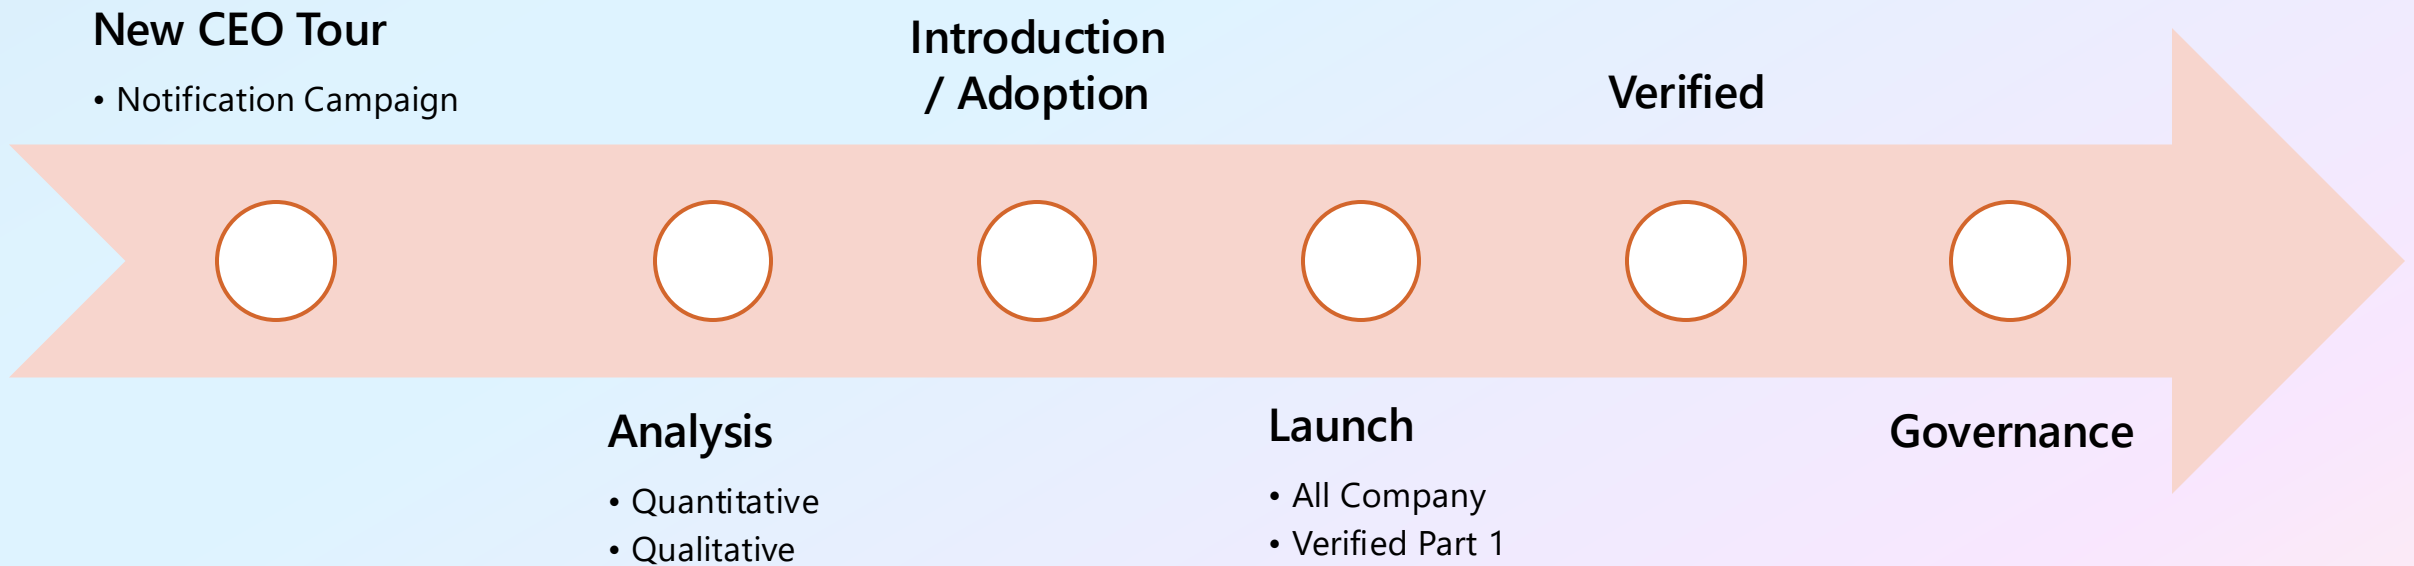 New CEO Tour
• Notification Campaign
Analysis
• Quantitative
• Qualitative
Introduction
/ Adoption
Launch
• All Company
• Verified Part 1
Verified
Governance